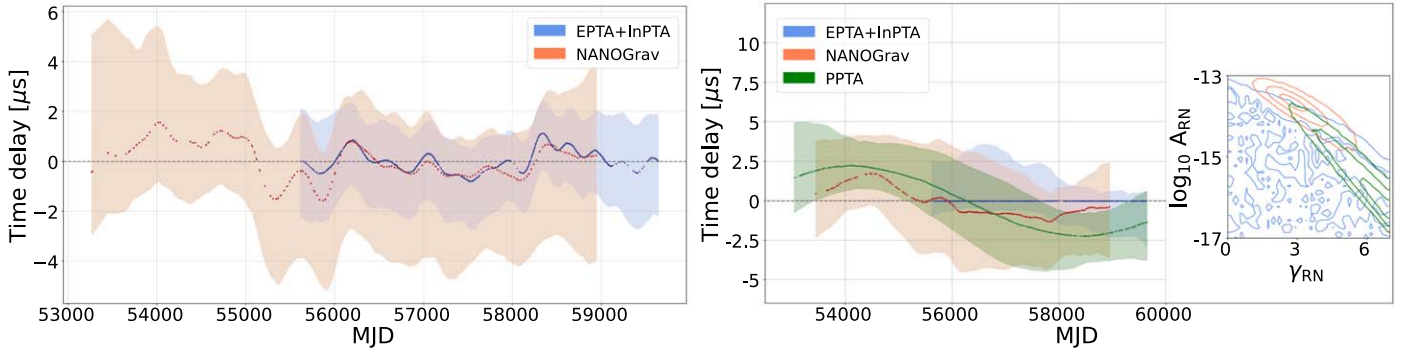 Time delay [μs]
6
4
2
0
−2
−4
EPTA+InPTA
NANOGrav
53000 54000 55000 56000 57000 58000 59000
MJD
Time delay [μs]
10
7.5
5
2.5
0
-2.5
-5
EPTA+InPTA
NANOGrav
PPTA
54000 56000 58000 60000
MJD
log₁₀ A_RN
-13
-15
-17
0 3 6
γ_RN